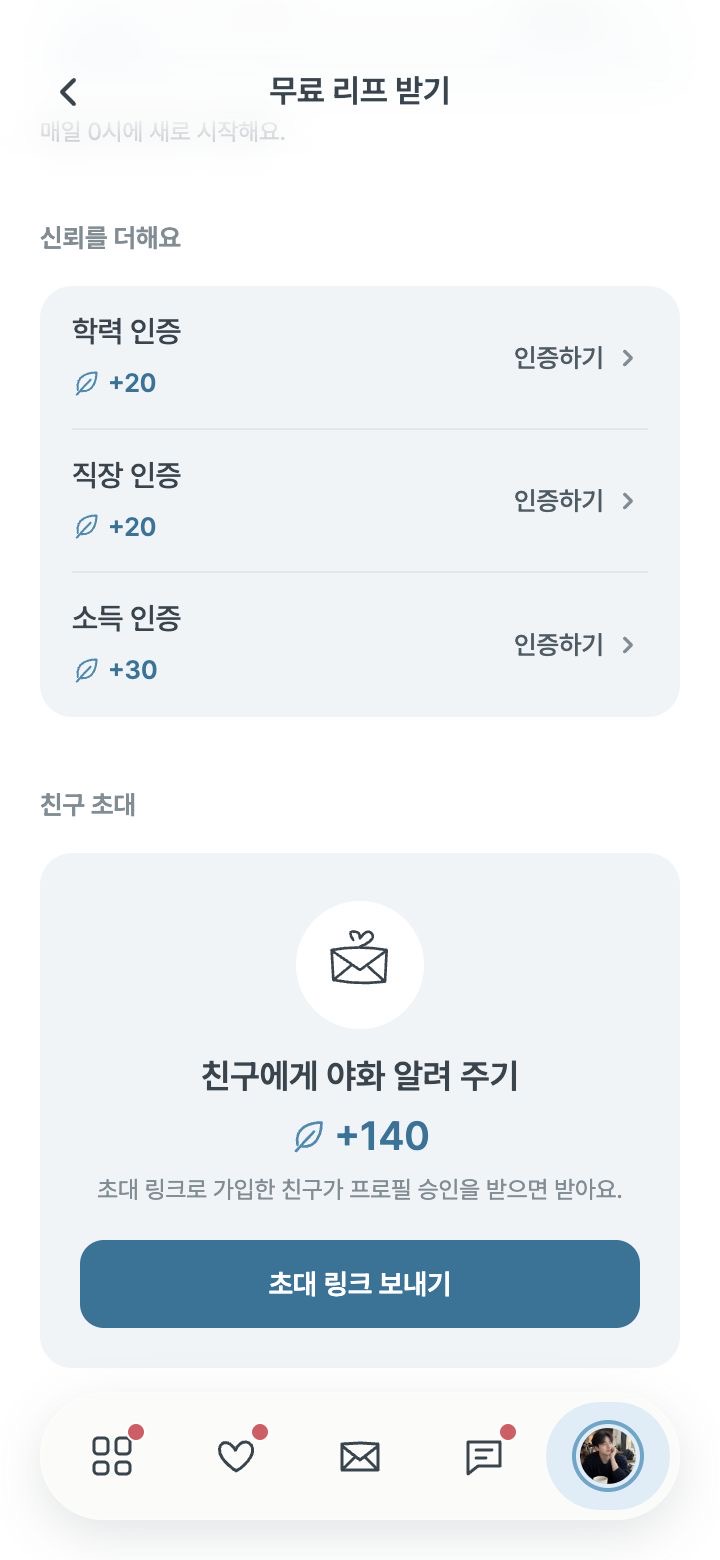 무료 리프 받기
매일 0시에 새로 시작해요.
신뢰를 더해요
학력 인증
+20
인증하기
직장 인증
+20
인증하기
소득 인증
+30
인증하기
친구 초대
친구에게 야화 알려 주기
+140
초대 링크로 가입한 친구가 프로필 승인을 받으면 받아요.
초대 링크 보내기